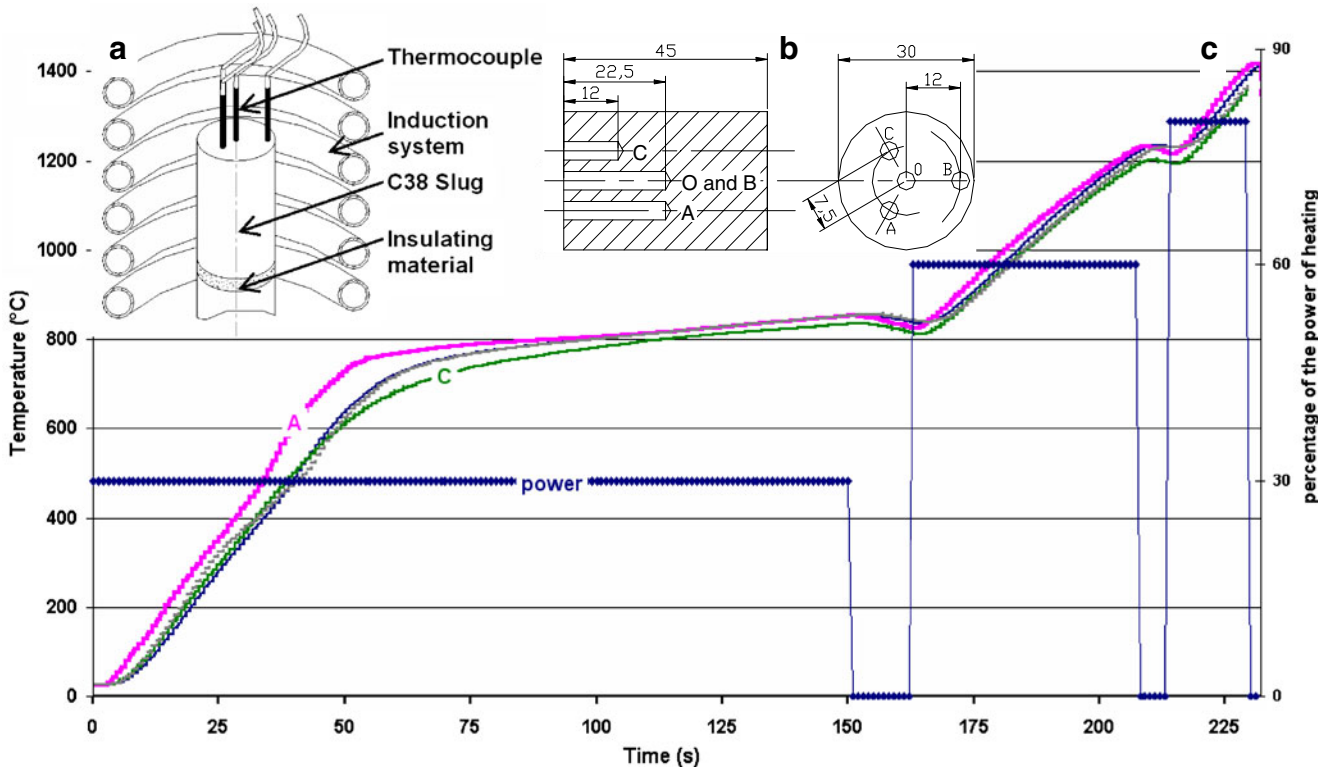 a
Thermocouple
Induction
system
C38 Slug
Insulating
material
b
45
22,5
12
C
O and B
A
30
12
C
O
B
A
7,5
c
1400
1200
1000
800
600
400
200
0
Temperature (°C)
A
C
power
90
60
30
0
percentage of the power of heating
0 25 50 75 100 125 150 175 200 225
Time (s)